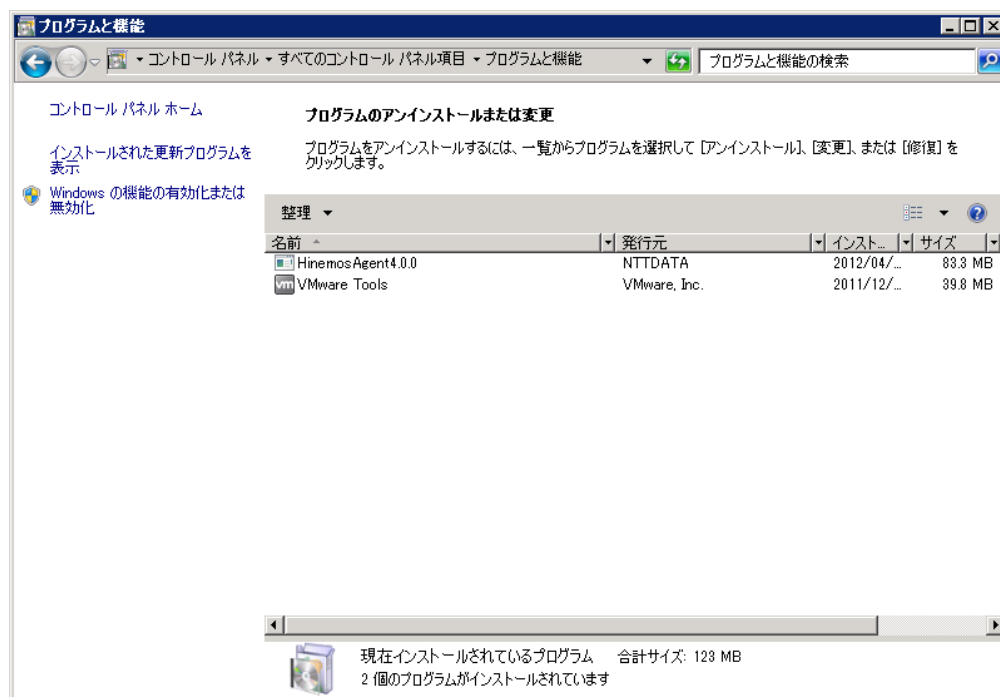 プログラムと機能
コントロール パネル ▾ すべてのコントロール パネル項目 ▾ プログラムと機能
プログラムと機能の検索
コントロール パネル ホーム
インストールされた更新プログラムを
表示
Windows の機能の有効化または
無効化
プログラムのアンインストールまたは変更
プログラムをアンインストールするには、一覧からプログラムを選択して [アンインストール]、[変更]、または [修復] を
クリックします。
整理
名前 発行元 インスト... サイズ
HinemosAgent4.0.0 NTTDATA 2012/04/... 83.3 MB
VMware Tools VMware, Inc. 2011/12/... 39.8 MB
現在インストールされているプログラム 合計サイズ: 123 MB
2 個のプログラムがインストールされています